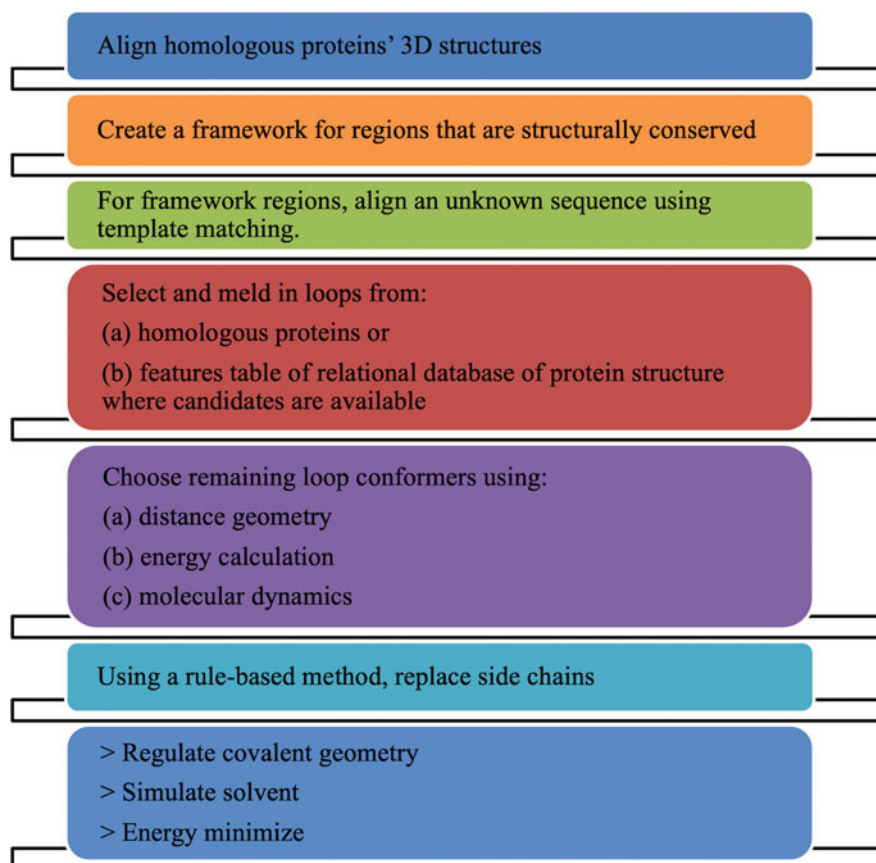 Align homologous proteins’ 3D structures
Create a framework for regions that are structurally conserved
For framework regions, align an unknown sequence using
template matching.
Select and meld in loops from:
(a) homologous proteins or
(b) features table of relational database of protein structure
where candidates are available
Choose remaining loop conformers using:
(a) distance geometry
(b) energy calculation
(c) molecular dynamics
Using a rule-based method, replace side chains
> Regulate covalent geometry
> Simulate solvent
> Energy minimize